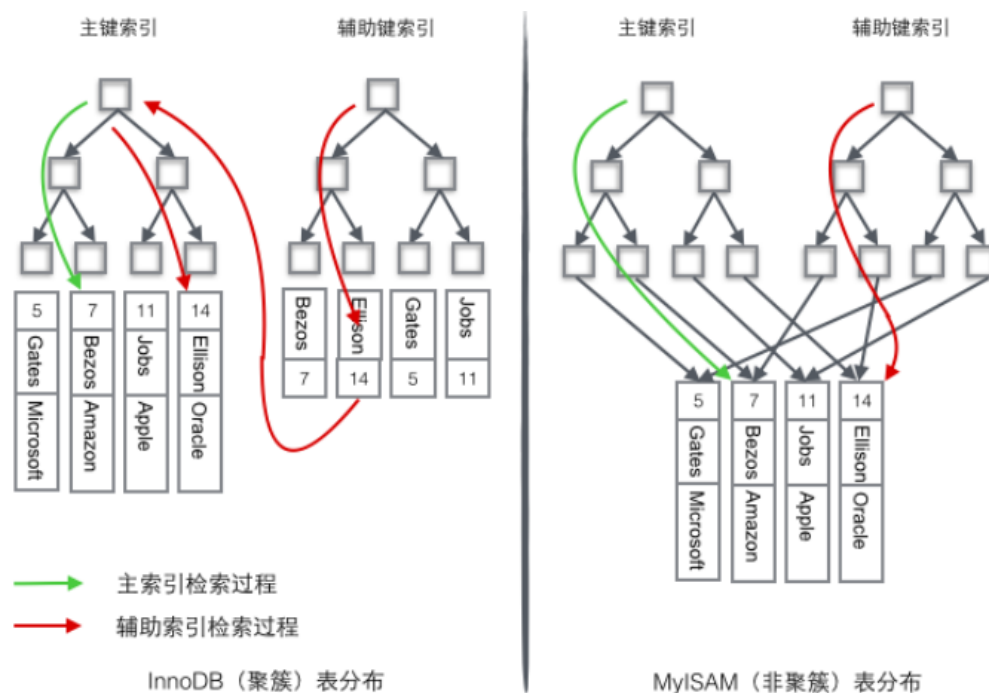 主键索引
辅助键索引
主键索引
辅助键索引
5
7
11
14
Gates
Bezos
Jobs
Ellison
Microsoft
Amazon
Apple
Oracle
Bezos
Ellison
Gates
Jobs
7
14
5
11
5
7
11
14
Gates
Bezos
Jobs
Ellison
Microsoft
Amazon
Apple
Oracle
主索引检索过程
辅助索引检索过程
InnoDB（聚簇）表分布
MyISAM（非聚簇）表分布